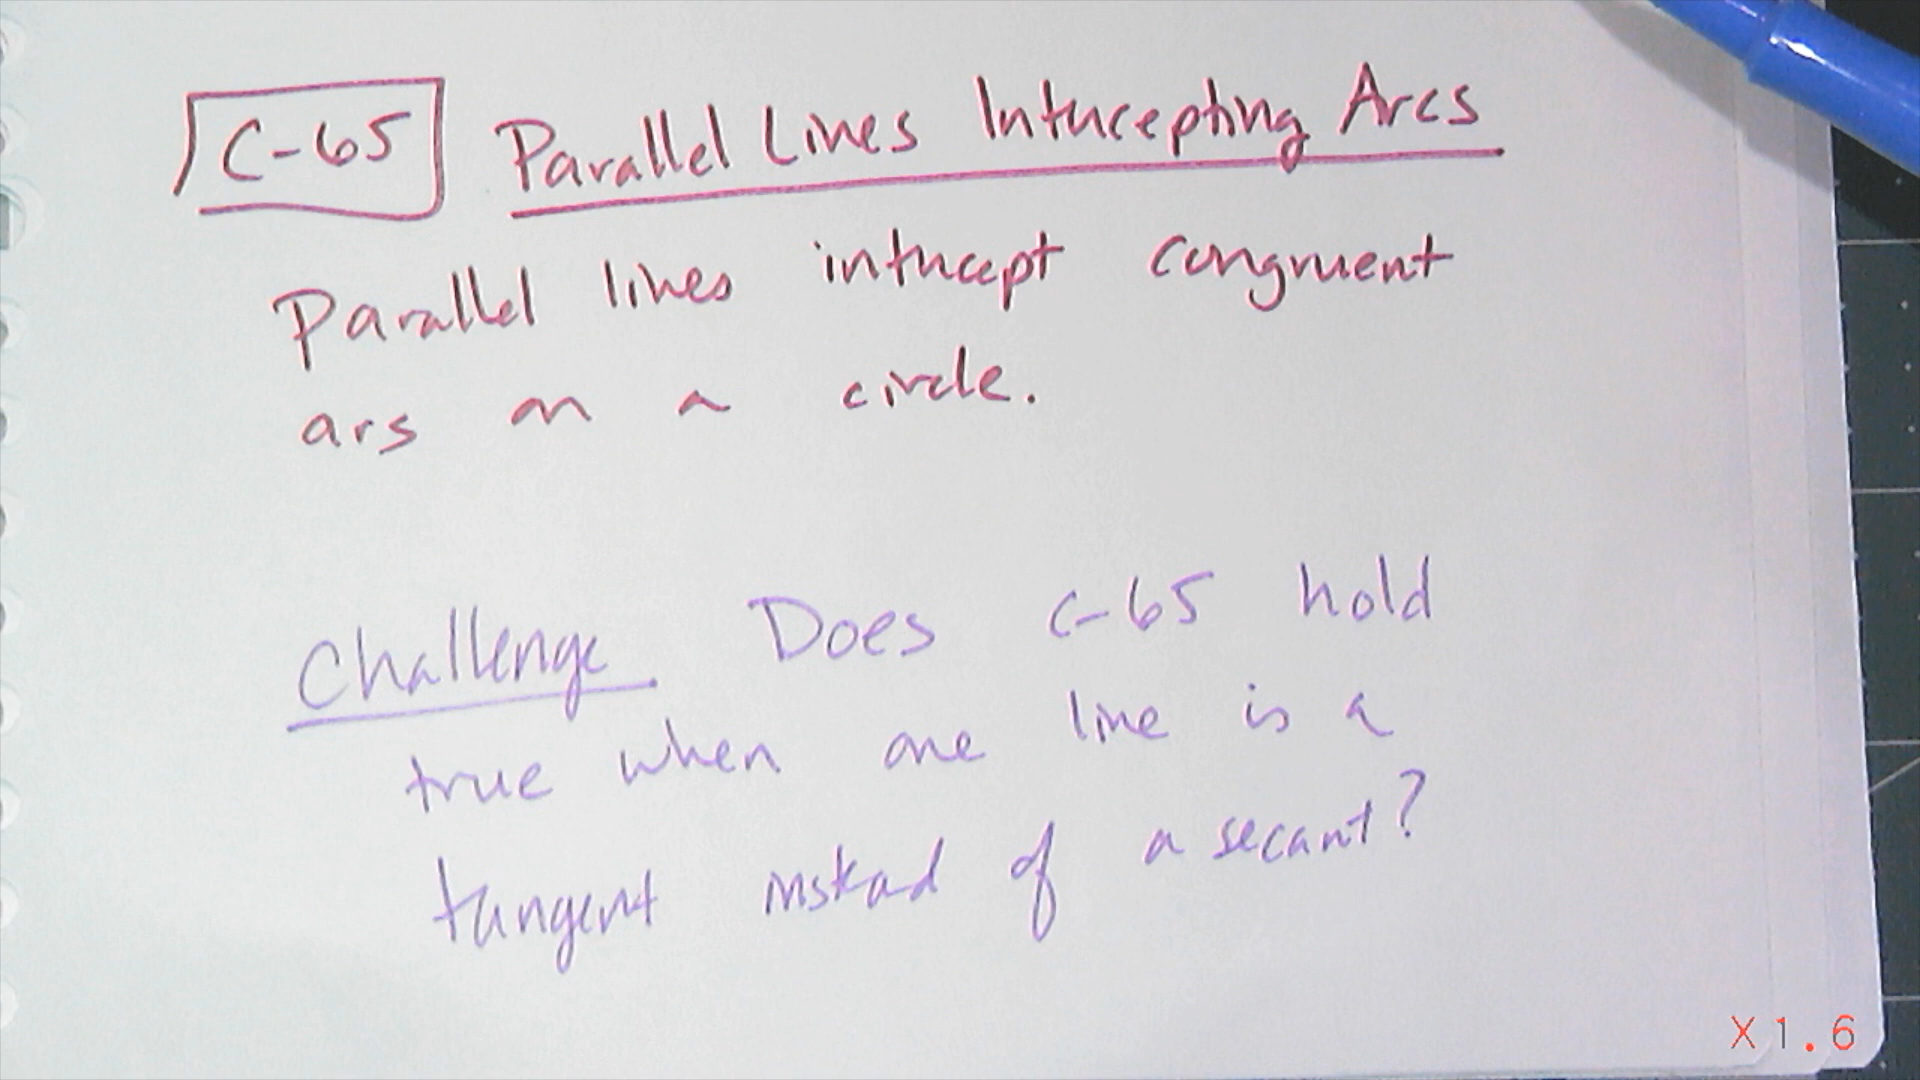 C-65 Parallel Lines Intercepting Arcs
Parallel lines intercept congruent
ars on a circle.
Challenge Does C-65 hold
true when one line is a
tangent instead of a secant?
X1.6